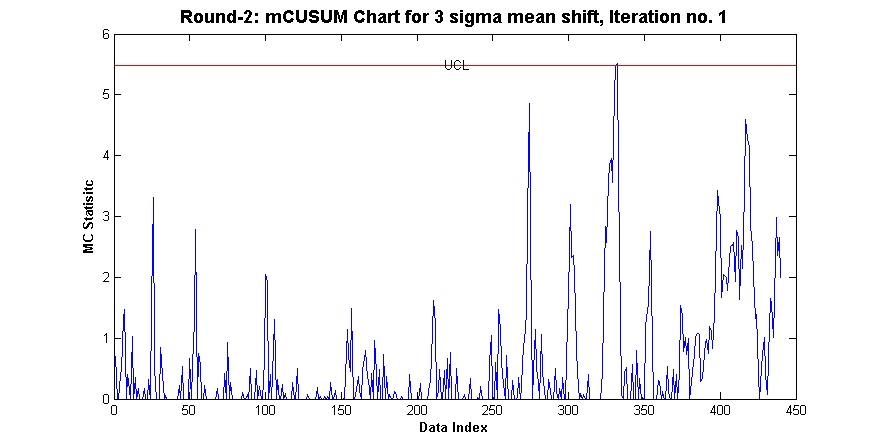 Round-2: mCUSUM Chart for 3 sigma mean shift, Iteration no. 1
6
UCL
5
4
3
2
1
0
MC Statisitc
0 50 100 150 200 250 300 350 400 450
Data Index